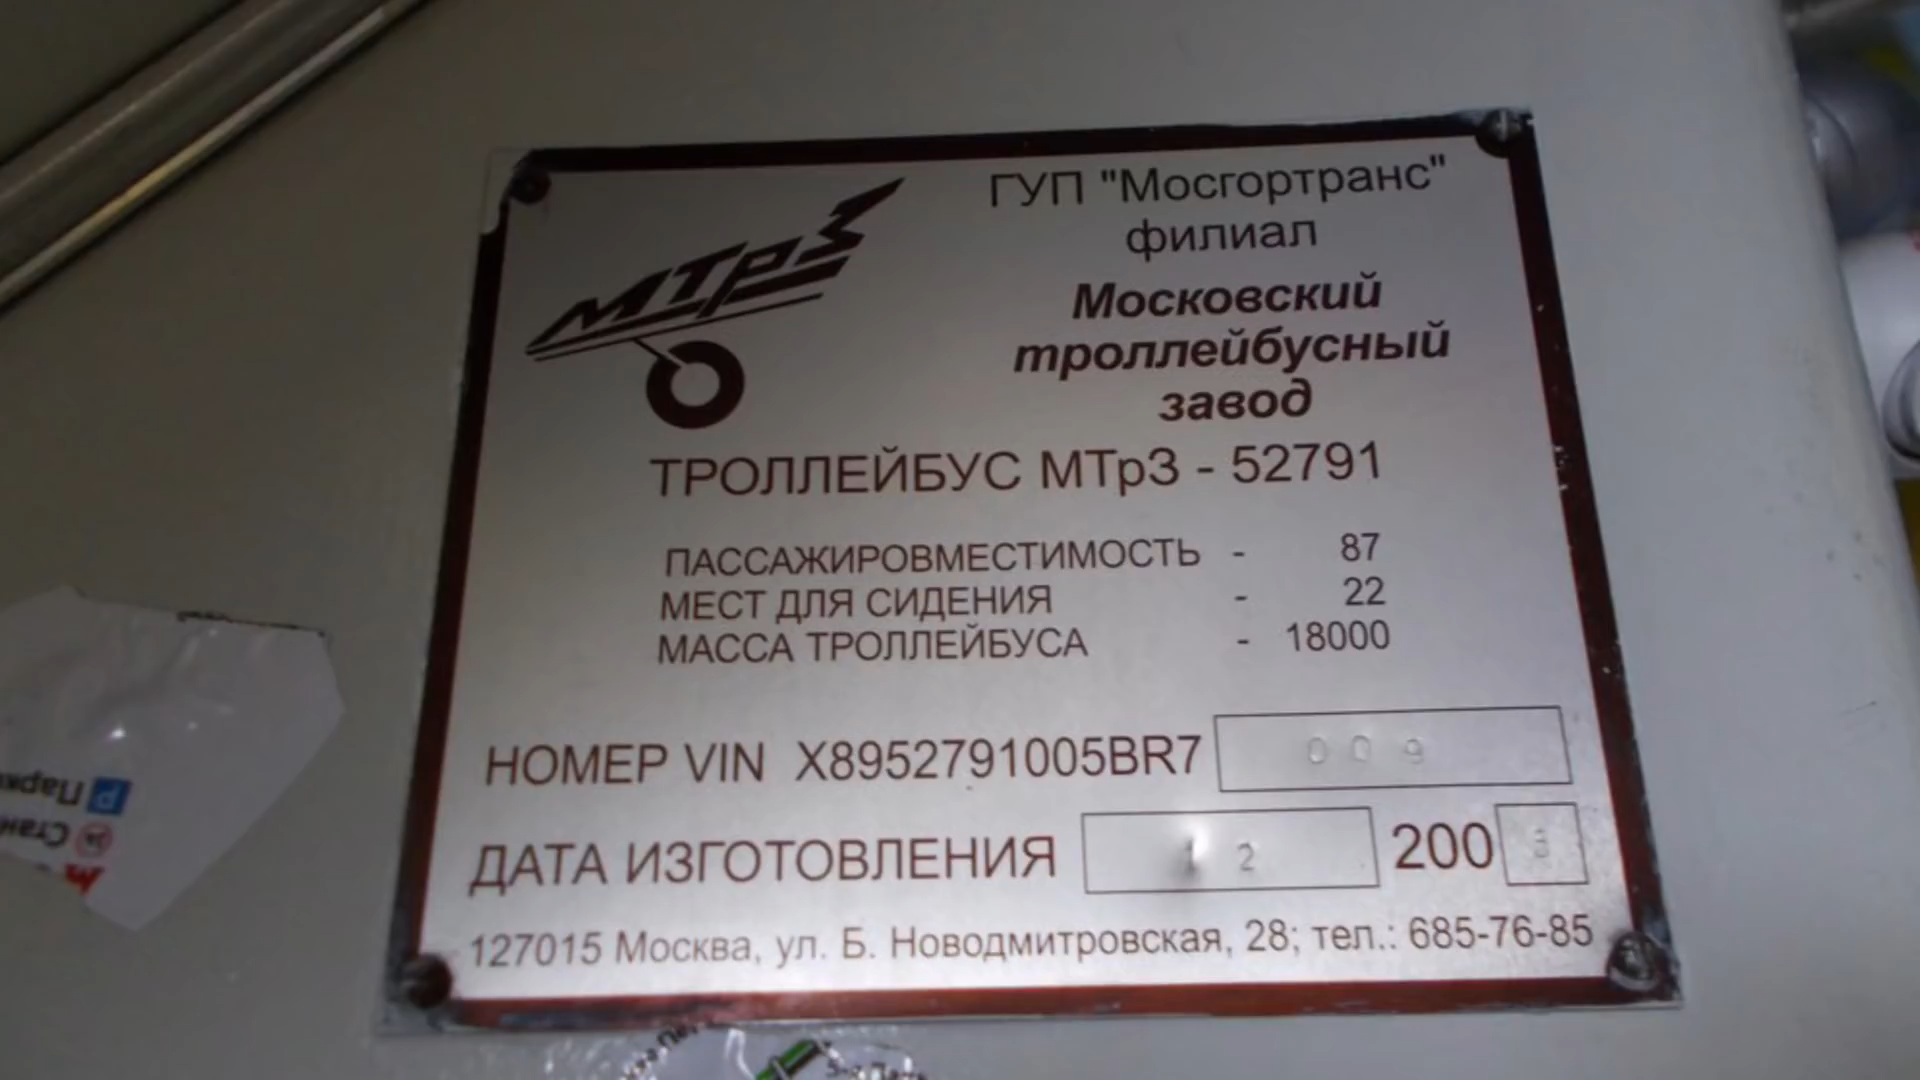 МТрЗ
ГУП "Мосгортранс"
филиал
Московский
троллейбусный
завод
ТРОЛЛЕЙБУС МТрЗ - 52791
ПАССАЖИРОВМЕСТИМОСТЬ - 87
МЕСТ ДЛЯ СИДЕНИЯ - 22
МАССА ТРОЛЛЕЙБУСА - 18000
НОМЕР VIN X8952791005BR7 009
ДАТА ИЗГОТОВЛЕНИЯ 12 200
127015 Москва, ул. Б. Новодмитровская, 28; тел.: 685-76-85